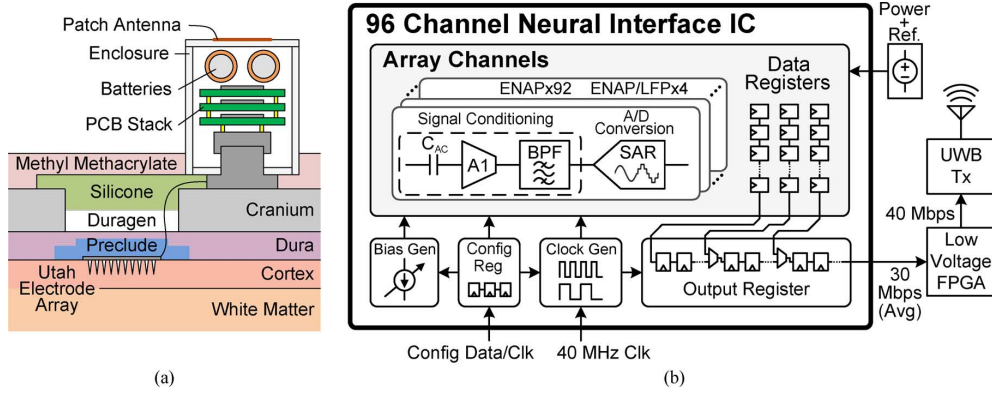 Patch Antenna
Enclosure
Batteries
PCB Stack
Methyl Methacrylate
Silicone
Duragen
Cranium
Preclude
Dura
Utah
Electrode
Array
Cortex
White Matter
(a)
96 Channel Neural Interface IC
Array Channels
ENAPx92 ENAP/LFPx4
Signal Conditioning
A/D
Conversion
CAC
A1
BPF
SAR
Data
Registers
Power
+
Ref.
UWB
Tx
40 Mbps
Low
Voltage
FPGA
30
Mbps
(Avg)
Bias Gen
Config
Reg
Clock Gen
Output Register
Config Data/Clk
40 MHz Clk
(b)